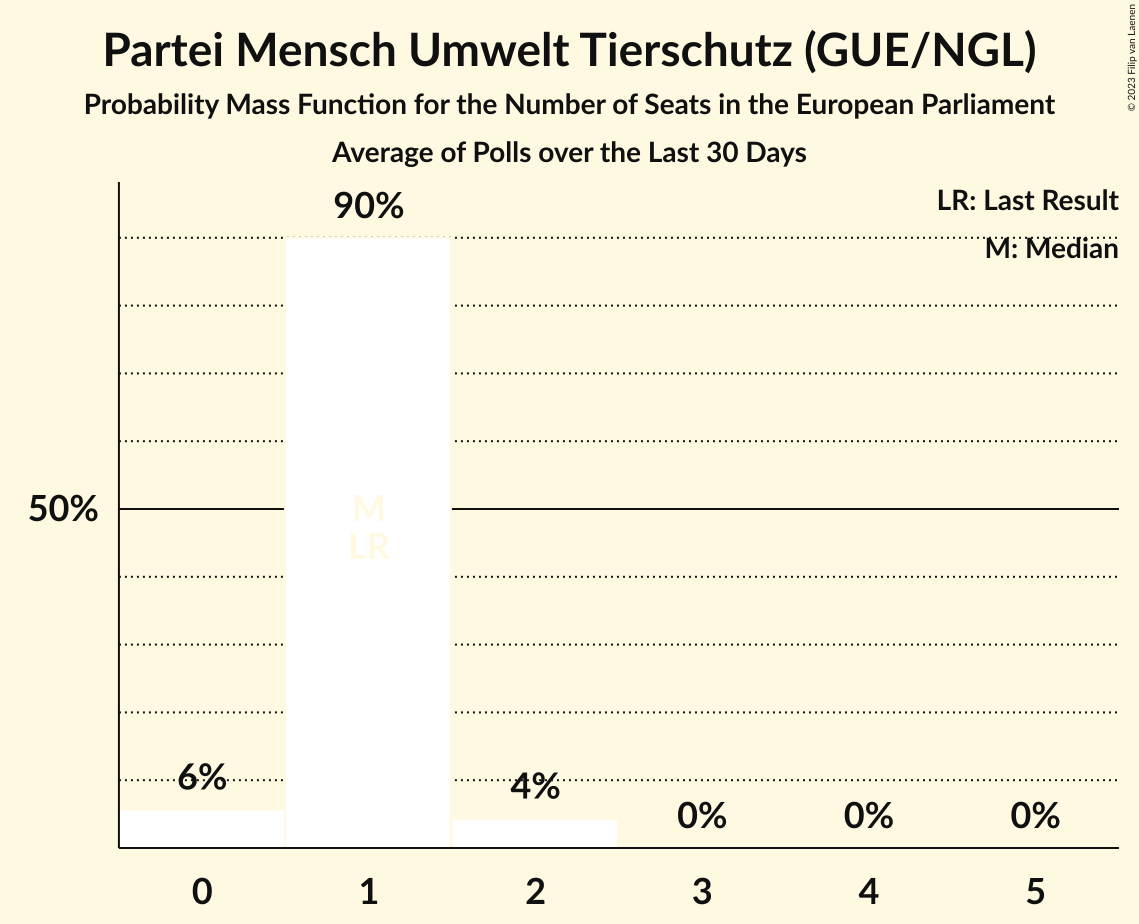 Partei Mensch Umwelt Tierschutz (GUE/NGL)
Probability Mass Function for the Number of Seats in the European Parliament
Average of Polls over the Last 30 Days
© 2023 Filip van Laenen
LR: Last Result
M: Median
90%
50%
M
LR
6%
4%
0%
0%
0%
0
1
2
3
4
5